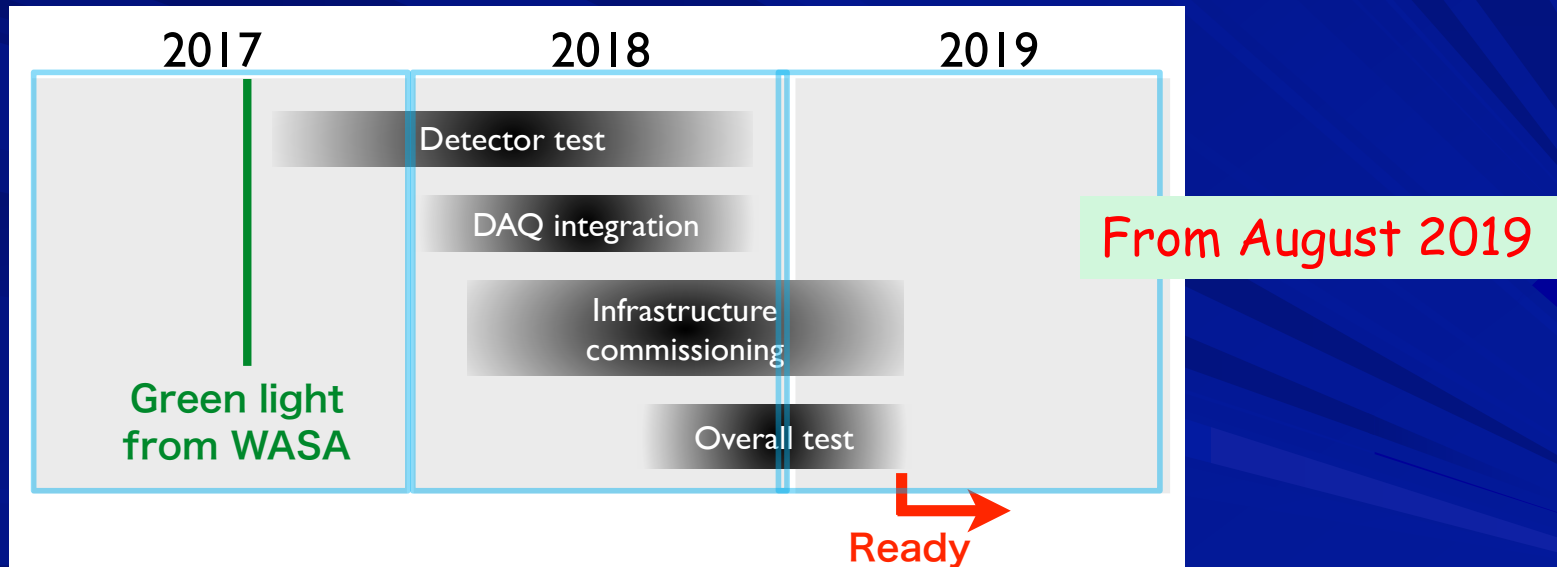 2017
2018
2019
Detector test
DAQ integration
From August 2019
Infrastructure
commissioning
Green light
from WASA
Overall test
Ready